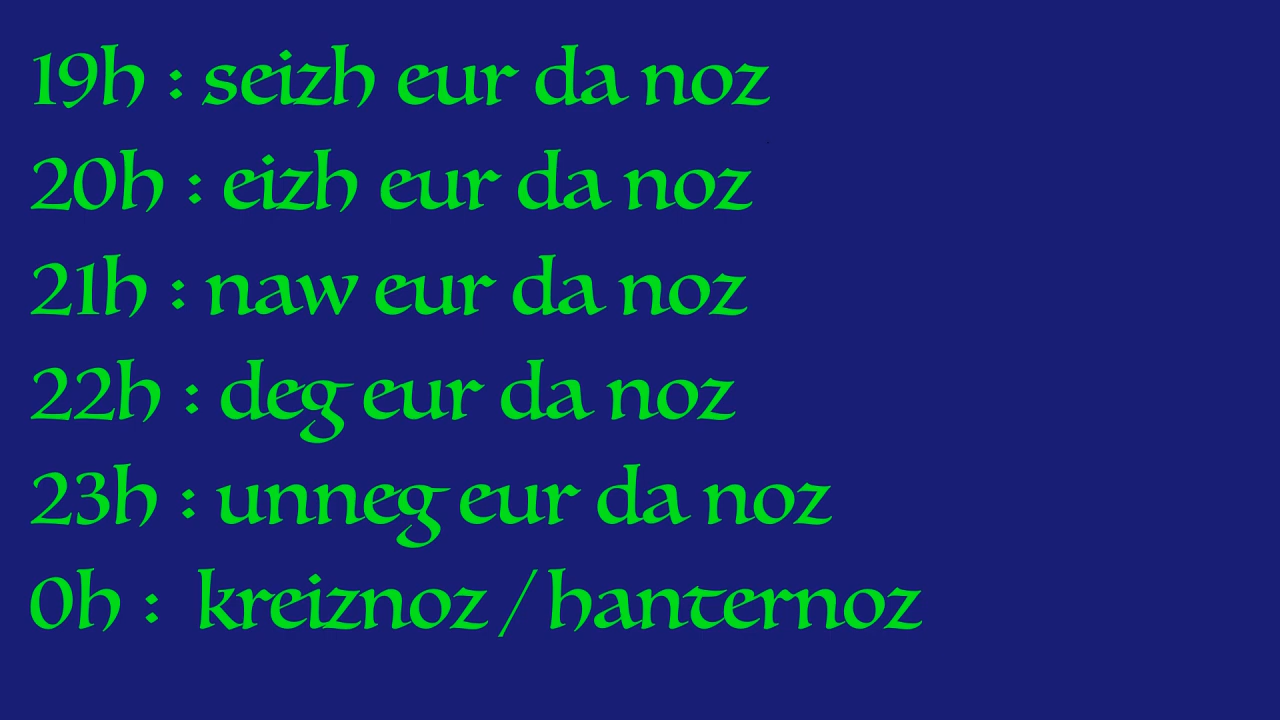 19h : seizh eur da noz
20h : eizh eur da noz
21h : naw eur da noz
22h : deg eur da noz
23h : unneg eur da noz
0h : kreiznoz / hanternoz